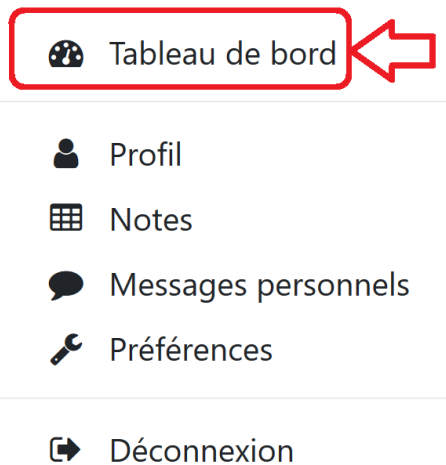 Tableau de bord
Profil
Notes
Messages personnels
Préférences
Déconnexion